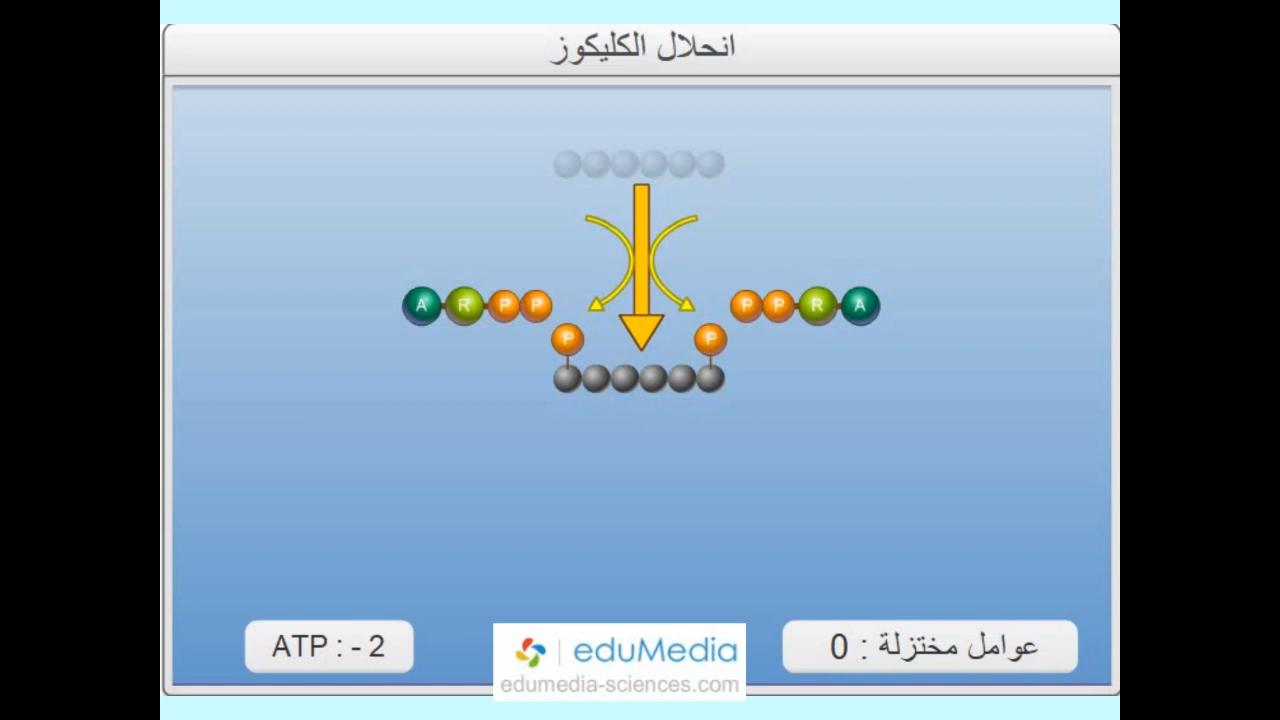 انحلال الكليكوز
A R P P P P R A
P P
ATP : - 2
eduMedia
edumedia-sciences.com
عوامل مختزلة : 0